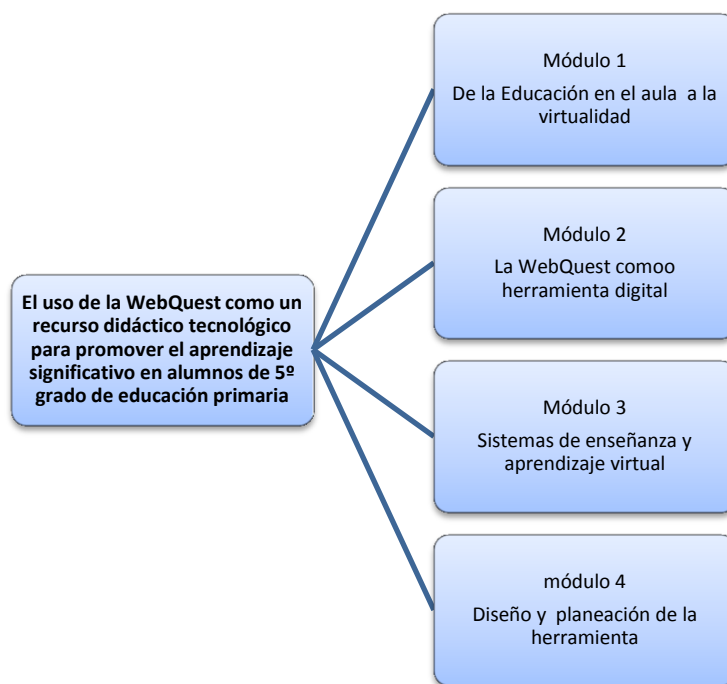 El uso de la WebQuest como un
recurso didáctico tecnológico
para promover el aprendizaje
significativo en alumnos de 5º
grado de educación primaria
Módulo 1
De la Educación en el aula a la
virtualidad
Módulo 2
La WebQuest comoo
herramienta digital
Módulo 3
Sistemas de enseñanza y
aprendizaje virtual
módulo 4
Diseño y planeación de la
herramienta